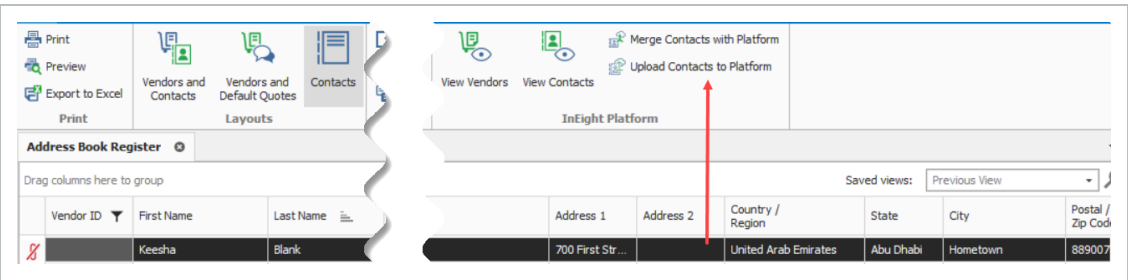 Print
Preview
Export to Excel
Vendors and Contacts
Vendors and Default Quotes
Contacts
View Vendors
View Contacts
Merge Contacts with Platform
Upload Contacts to Platform
Print
Layouts
InEight Platform
Address Book Register
Drag columns here to group
Saved views: Previous View
Vendor ID First Name Last Name Address 1 Address 2 Country / Region State City Postal / Zip Code
Keesha Blank 700 First Str... United Arab Emirates Abu Dhabi Hometown 889007